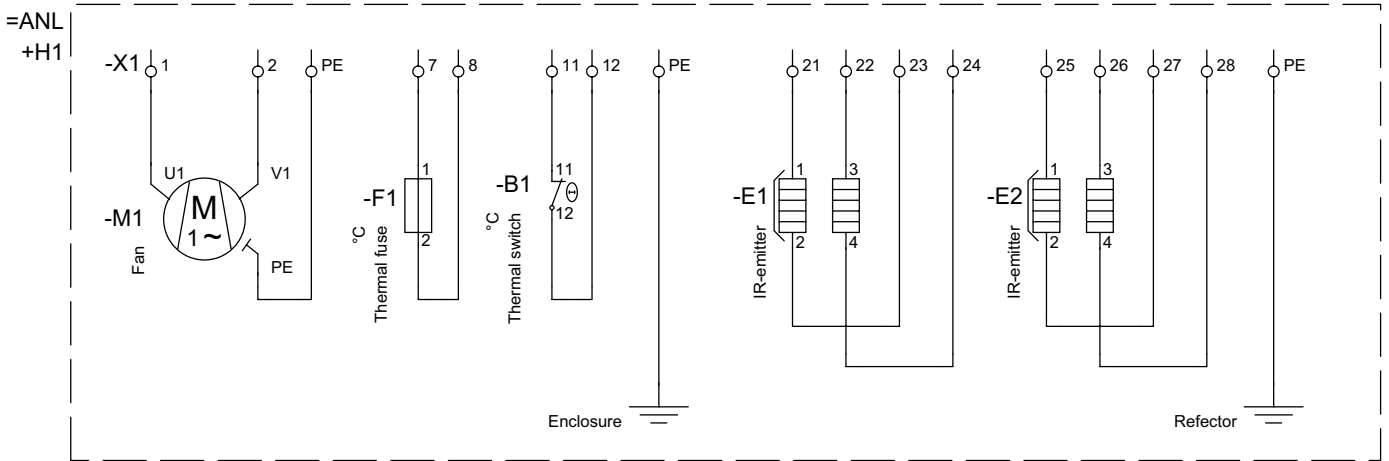 =ANL
+H1
-X1 1 2 PE 7 8 11 12 PE 21 22 23 24 25 26 27 28 PE
U1 V1
-M1
M
1~
Fan
PE
-F1
1
2
°C
Thermal fuse
-B1
11
12
°C
Thermal switch
Enclosure
-E1
1
2
3
4
IR-emitter
-E2
1
2
3
4
IR-emitter
Refector